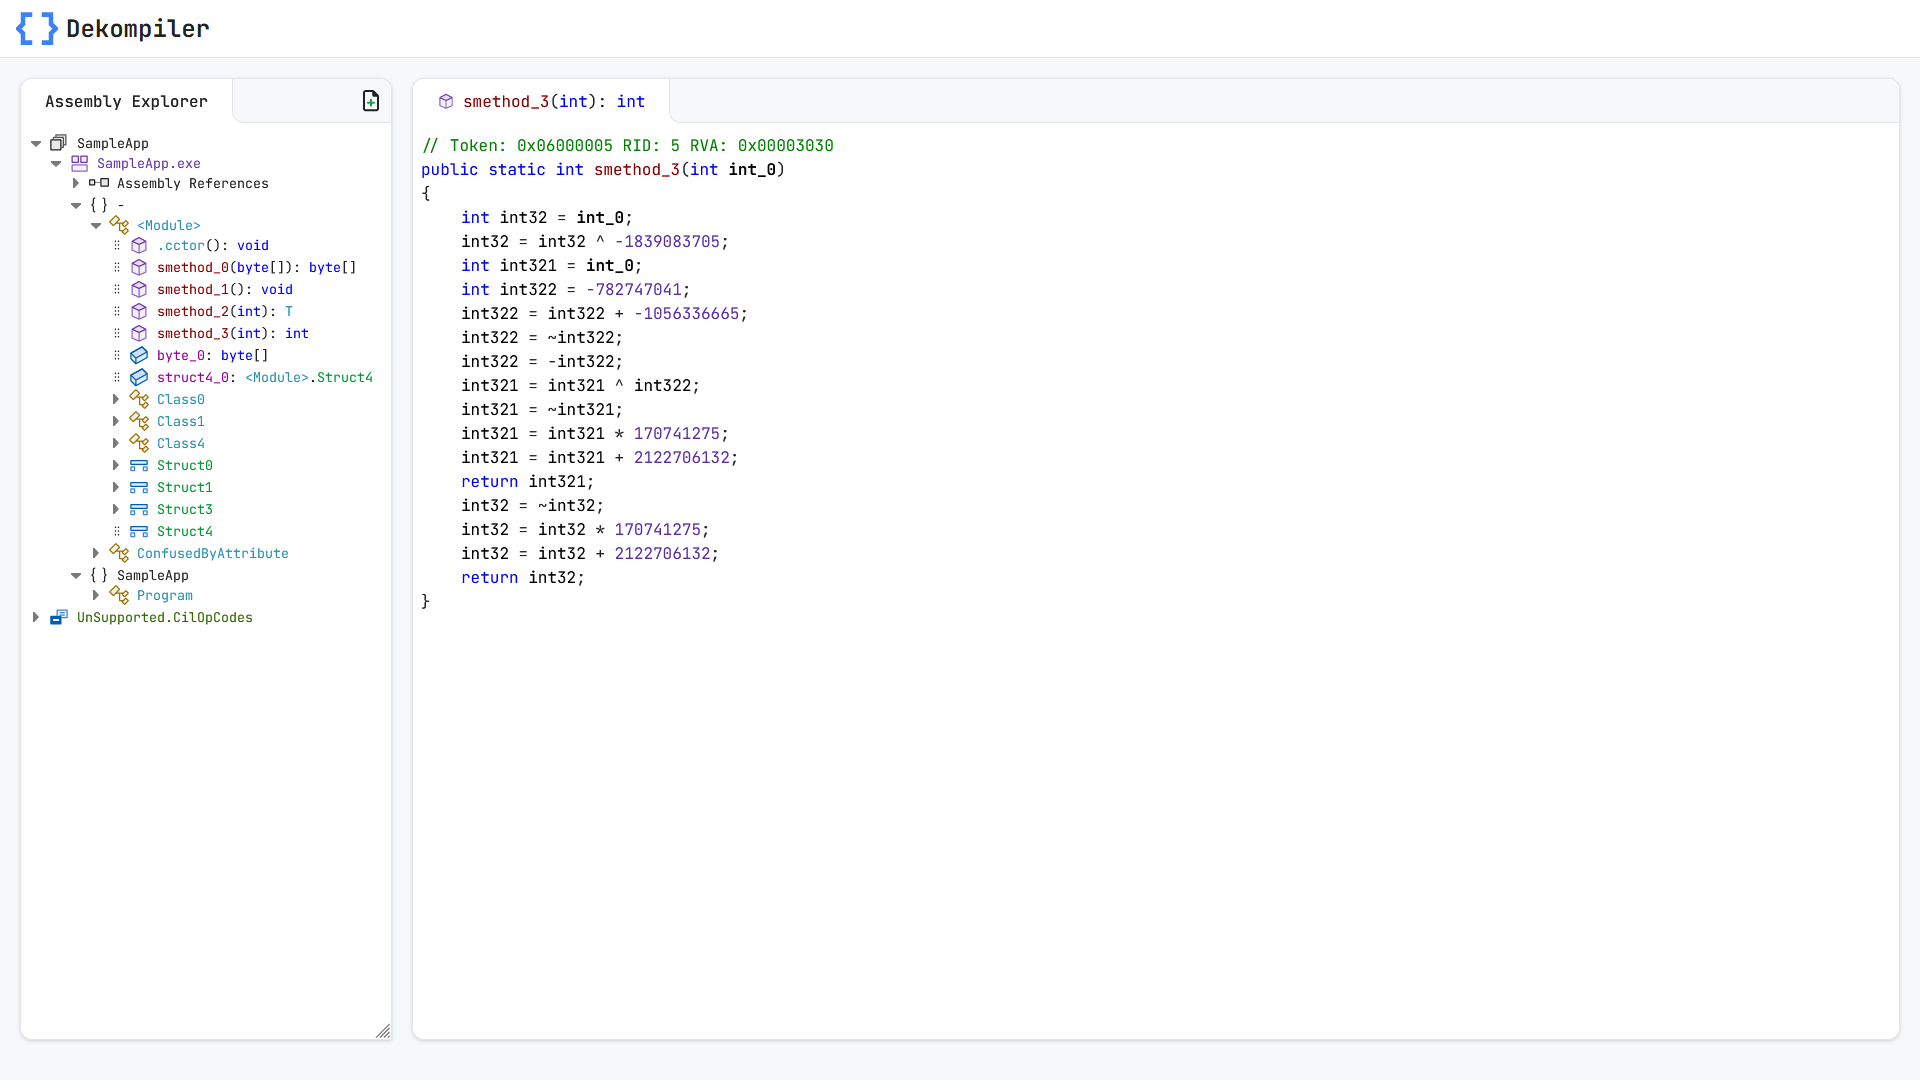 { } Dekompiler
Assembly Explorer
SampleApp
SampleApp.exe
Assembly References
{ } -
<Module>
.cctor(): void
smethod_0(byte[]): byte[]
smethod_1(): void
smethod_2(int): T
smethod_3(int): int
byte_0: byte[]
struct4_0: <Module>.Struct4
Class0
Class1
Class4
Struct0
Struct1
Struct3
Struct4
ConfusedByAttribute
{ } SampleApp
Program
UnSupported.CilOpCodes
smethod_3(int): int
// Token: 0x06000005 RID: 5 RVA: 0x00003030
public static int smethod_3(int int_0)
{
    int int32 = int_0;
    int32 = int32 ^ -1839083705;
    int int321 = int_0;
    int int322 = -782747041;
    int322 = int322 + -1056336665;
    int322 = ~int322;
    int322 = -int322;
    int321 = int321 ^ int322;
    int321 = ~int321;
    int321 = int321 * 170741275;
    int321 = int321 + 2122706132;
    return int321;
    int32 = ~int32;
    int32 = int32 * 170741275;
    int32 = int32 + 2122706132;
    return int32;
}